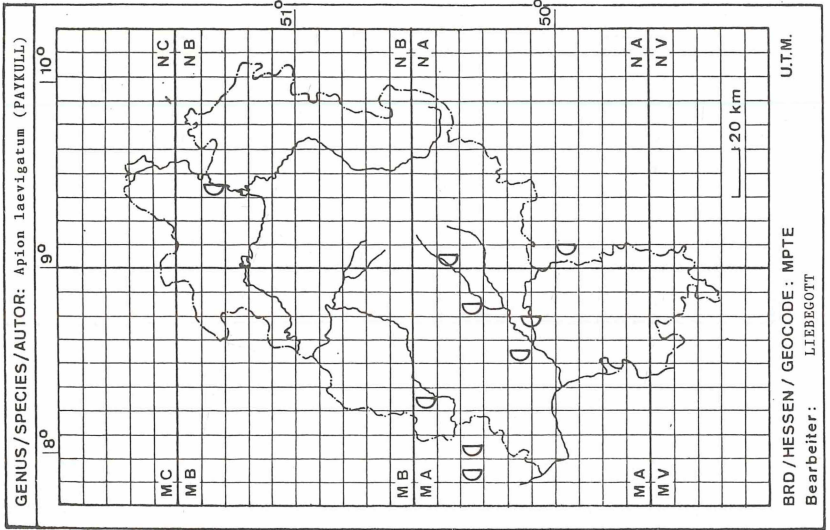 GENUS/SPECIES/AUTOR: Apion laevigatum (PAYKULL)
8° 9° 10°
MC MB NC NB
51°
MB MA NB NA
50°
MA MV NA NV
20 km
BRD/HESSEN/GEOCODE: MPTE U.T.M.
Bearbeiter: LIEBEGOTT